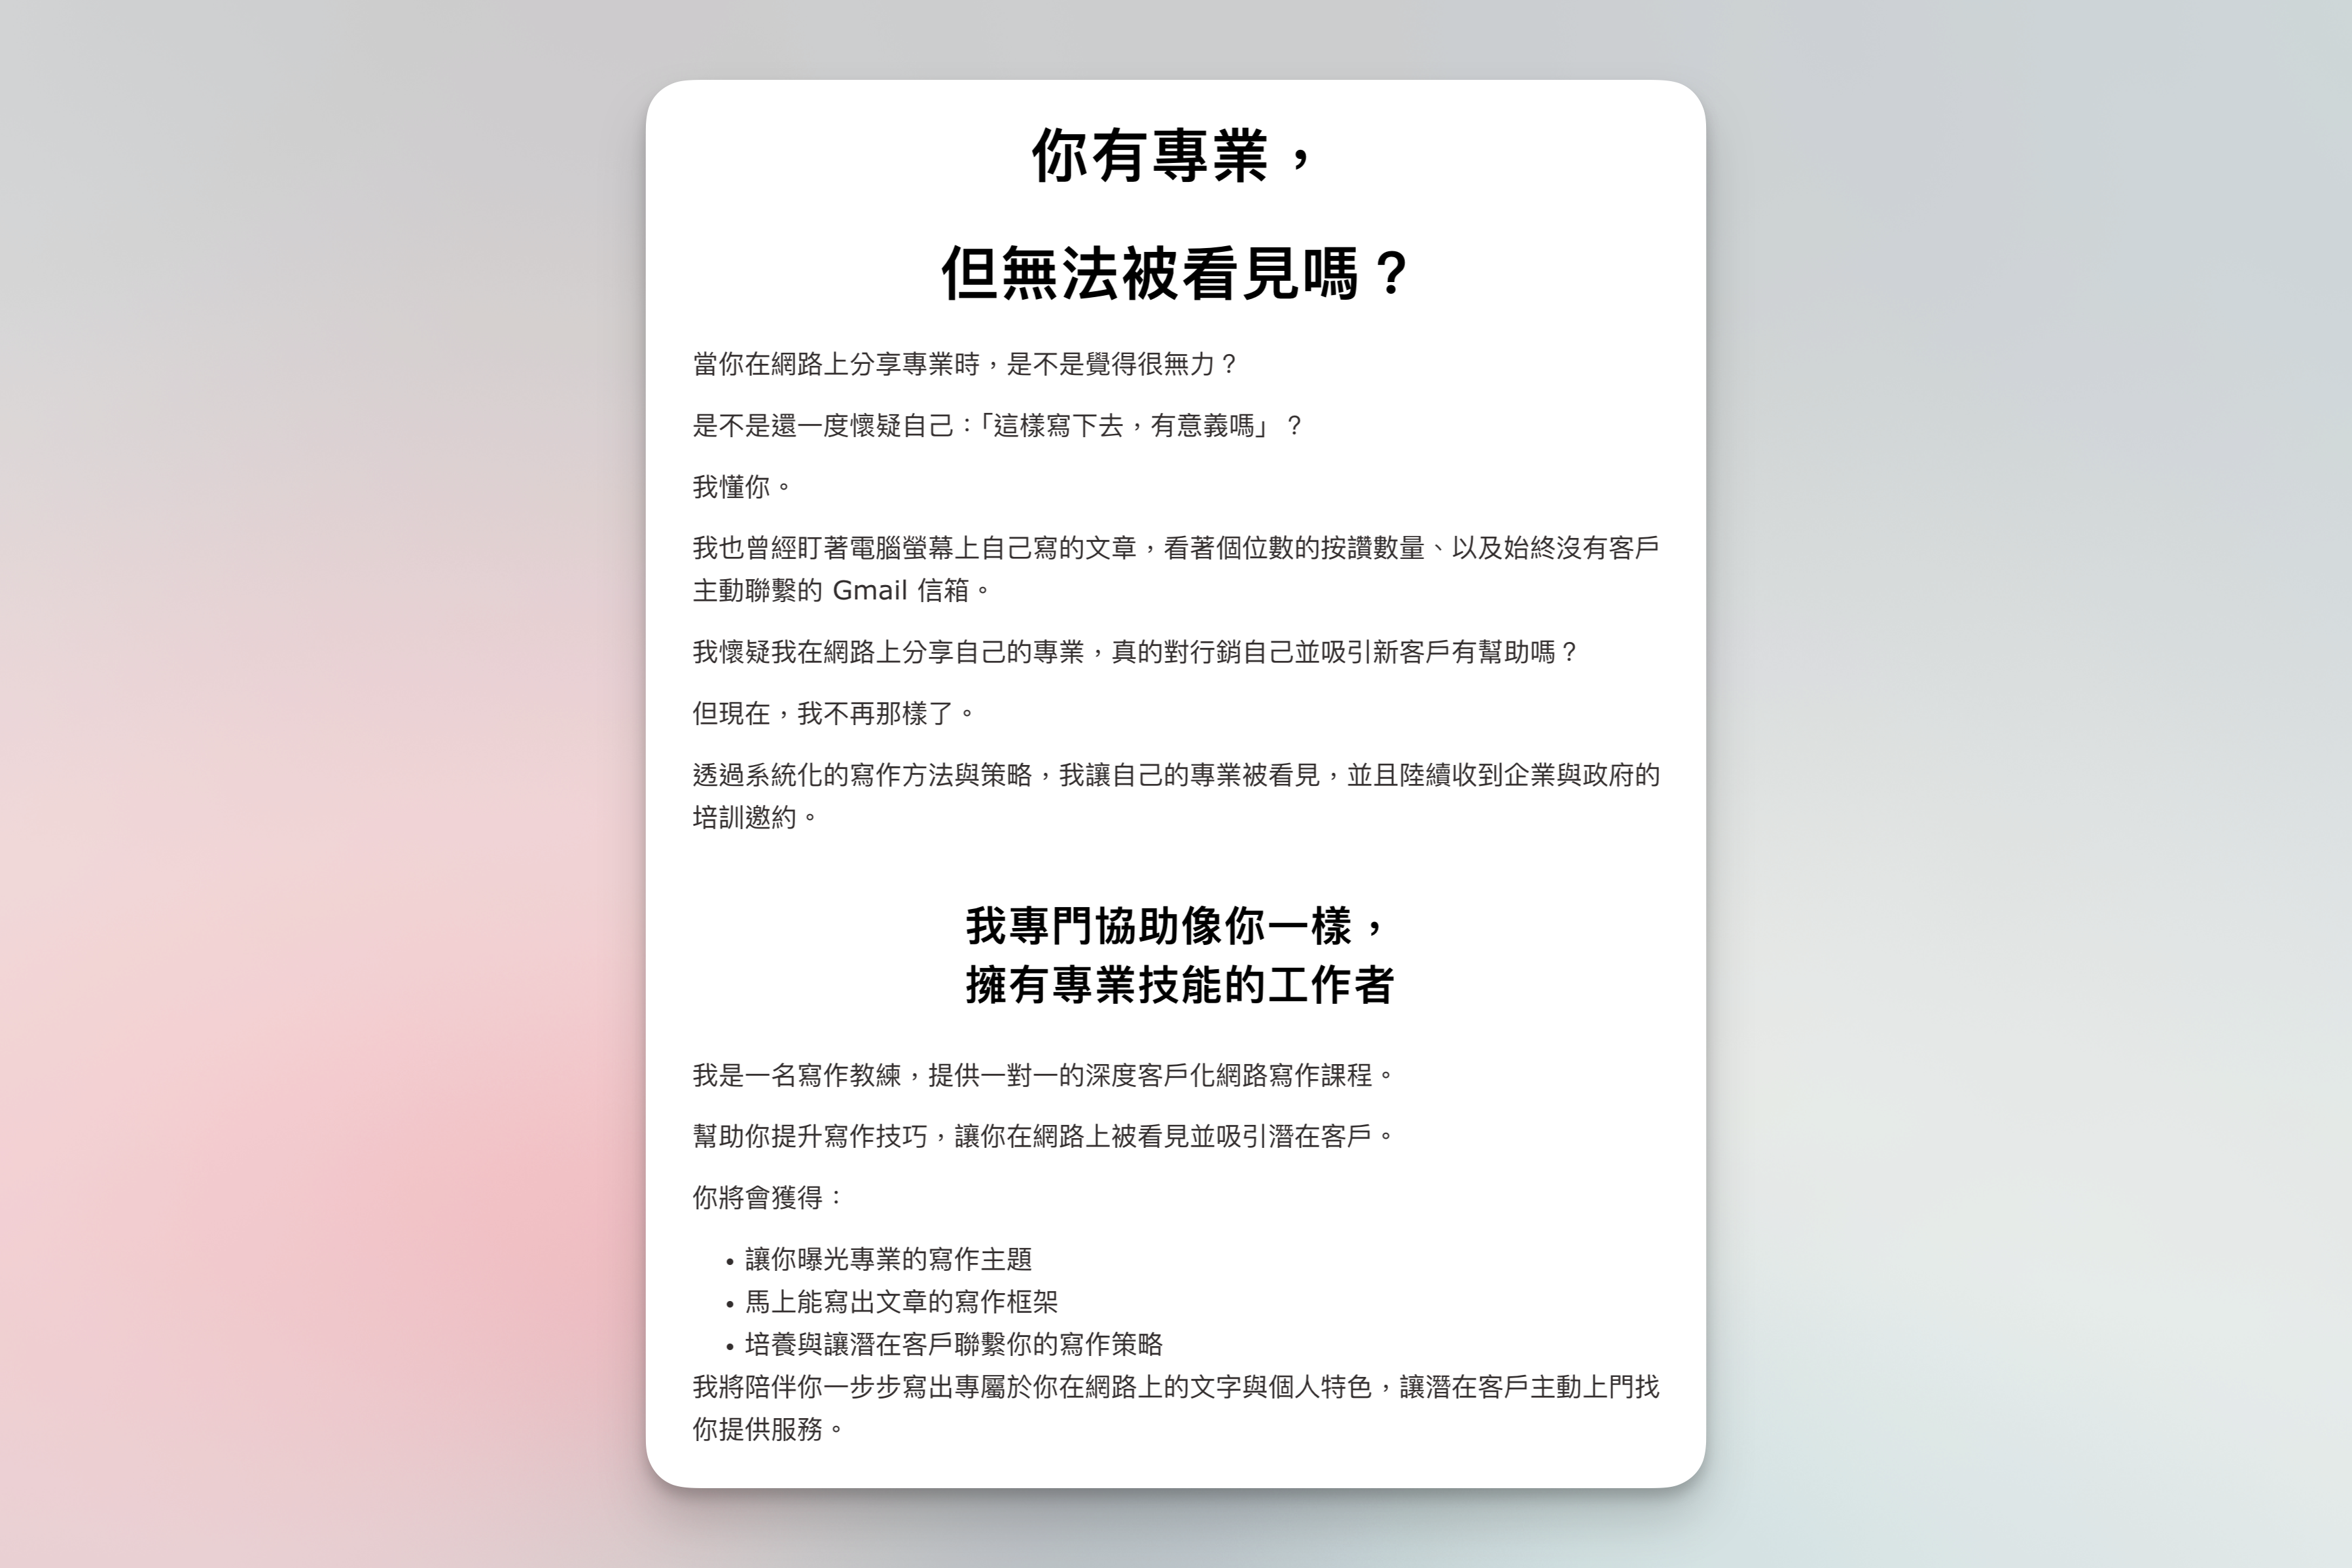 你有專業，
但無法被看見嗎？
當你在網路上分享專業時，是不是覺得很無力？
是不是還一度懷疑自己：「這樣寫下去，有意義嗎」？
我懂你。
我也曾經盯著電腦螢幕上自己寫的文章，看著個位數的按讚數量、以及始終沒有客戶
主動聯繫的 Gmail 信箱。
我懷疑我在網路上分享自己的專業，真的對行銷自己並吸引新客戶有幫助嗎？
但現在，我不再那樣了。
透過系統化的寫作方法與策略，我讓自己的專業被看見，並且陸續收到企業與政府的
培訓邀約。
我專門協助像你一樣，
擁有專業技能的工作者
我是一名寫作教練，提供一對一的深度客戶化網路寫作課程。
幫助你提升寫作技巧，讓你在網路上被看見並吸引潛在客戶。
你將會獲得：
• 讓你曝光專業的寫作主題
• 馬上能寫出文章的寫作框架
• 培養與讓潛在客戶聯繫你的寫作策略
我將陪伴你一步步寫出專屬於你在網路上的文字與個人特色，讓潛在客戶主動上門找
你提供服務。